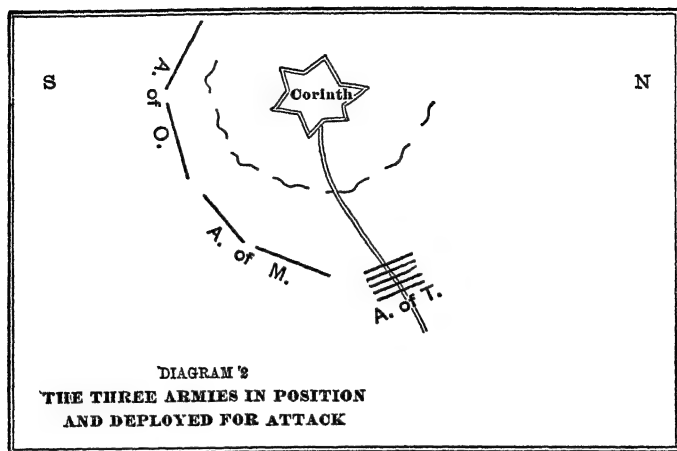 S
N
Corinth
A. of O.
A. of M.
A. of T.
DIAGRAM 2
THE THREE ARMIES IN POSITION
AND DEPLOYED FOR ATTACK